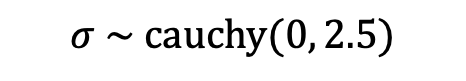 σ ~ cauchy(0, 2.5)